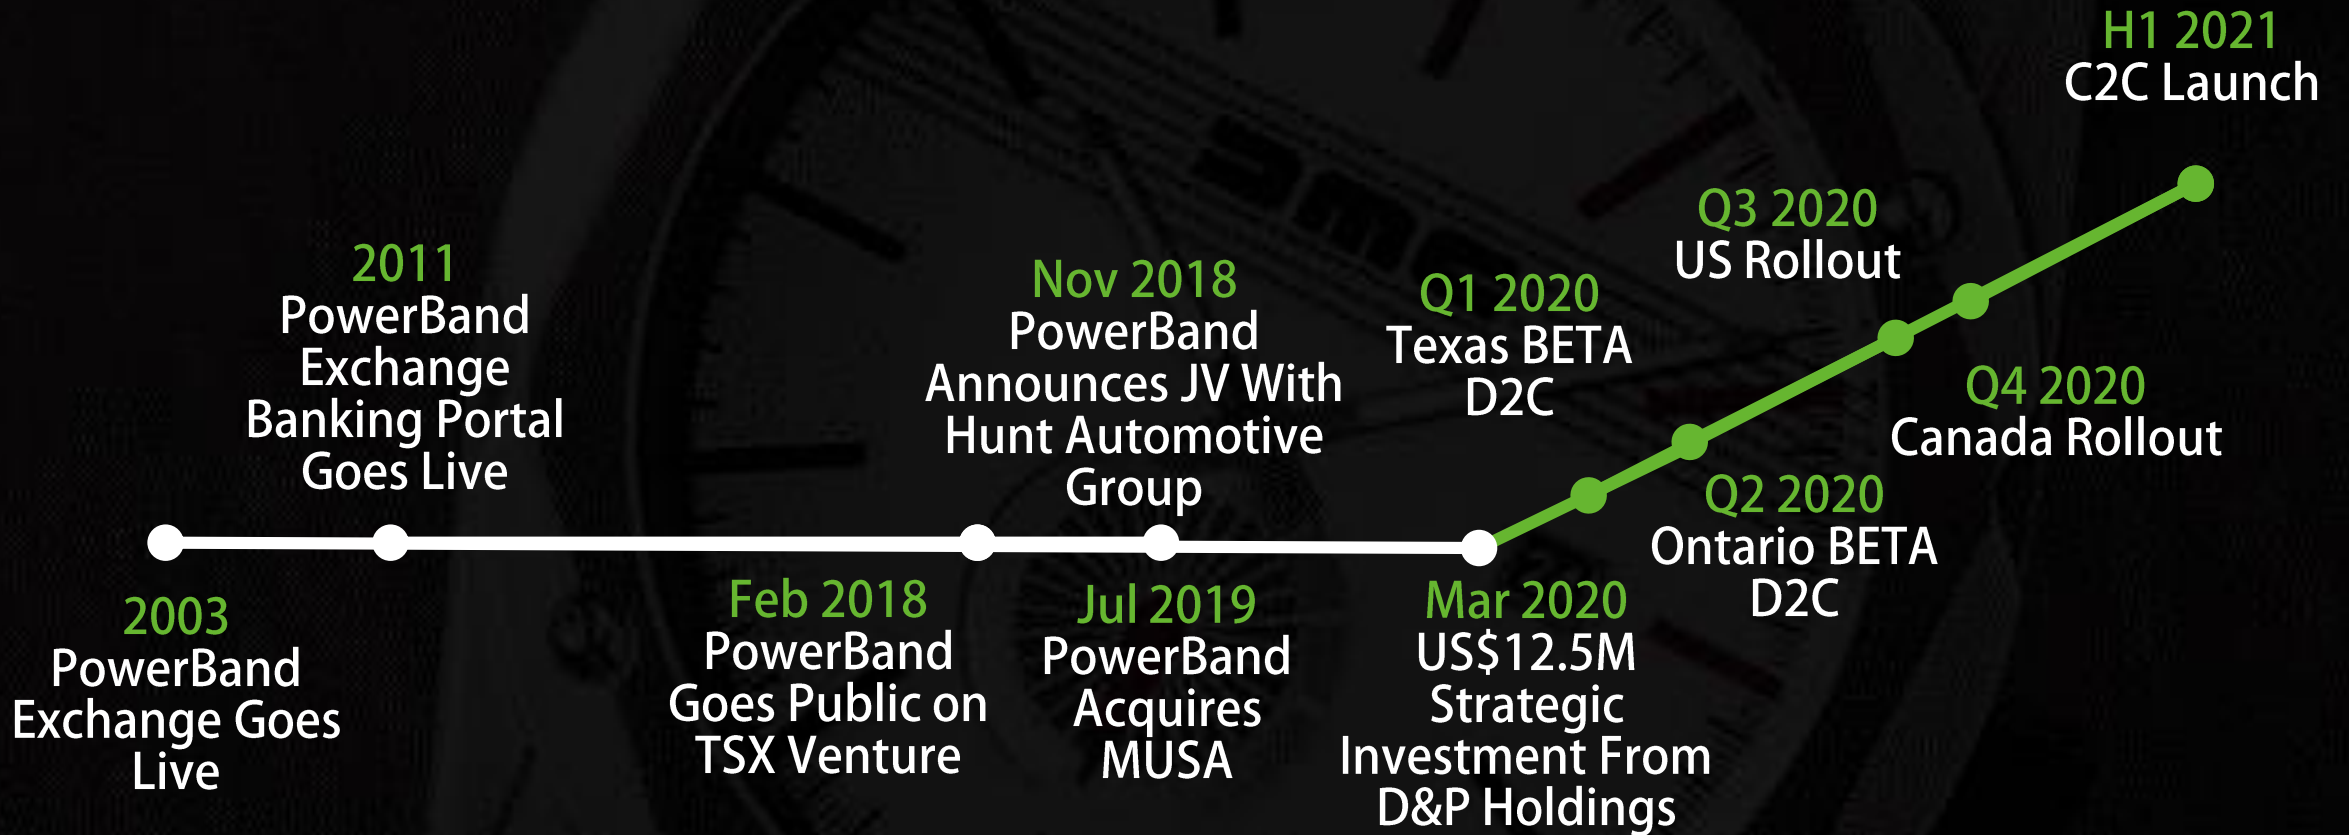 2003
PowerBand
Exchange Goes
Live
2011
PowerBand
Exchange
Banking Portal
Goes Live
Feb 2018
PowerBand
Goes Public on
TSX Venture
Nov 2018
PowerBand
Announces JV With
Hunt Automotive
Group
Jul 2019
PowerBand
Acquires
MUSA
Mar 2020
US$12.5M
Strategic
Investment From
D&P Holdings
Q1 2020
Texas BETA
D2C
Q2 2020
Ontario BETA
D2C
Q3 2020
US Rollout
Q4 2020
Canada Rollout
H1 2021
C2C Launch